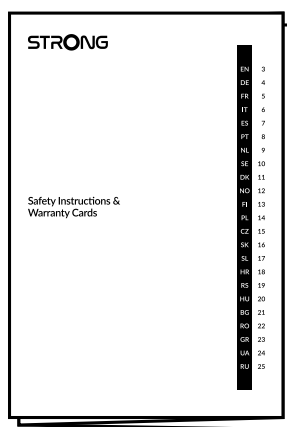 STRONG
Safety Instructions &
Warranty Cards
EN 3
DE 4
FR 5
IT 6
ES 7
PT 8
NL 9
SE 10
DK 11
NO 12
FI 13
PL 14
CZ 15
SK 16
SL 17
HR 18
RS 19
HU 20
BG 21
RO 22
GR 23
UA 24
RU 25